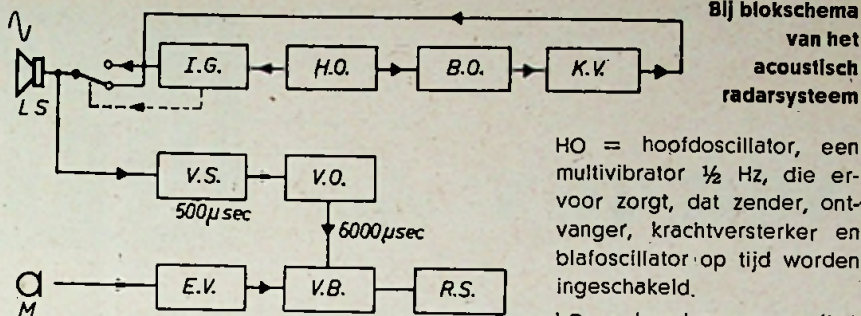 Bij blokschema
van het
acoustisch
radarsysteem
I.G.
H.O.
B.O.
K.V.
LS
V.S.
V.O.
500μsec
6000μsec
M
E.V.
V.B.
R.S.
HO = hoofdoscillator, een
multivibrator ½ Hz, die er-
voor zorgt, dat zender, ont-
vanger, krachtversterker en
blafoscillator op tijd worden
ingeschakeld.